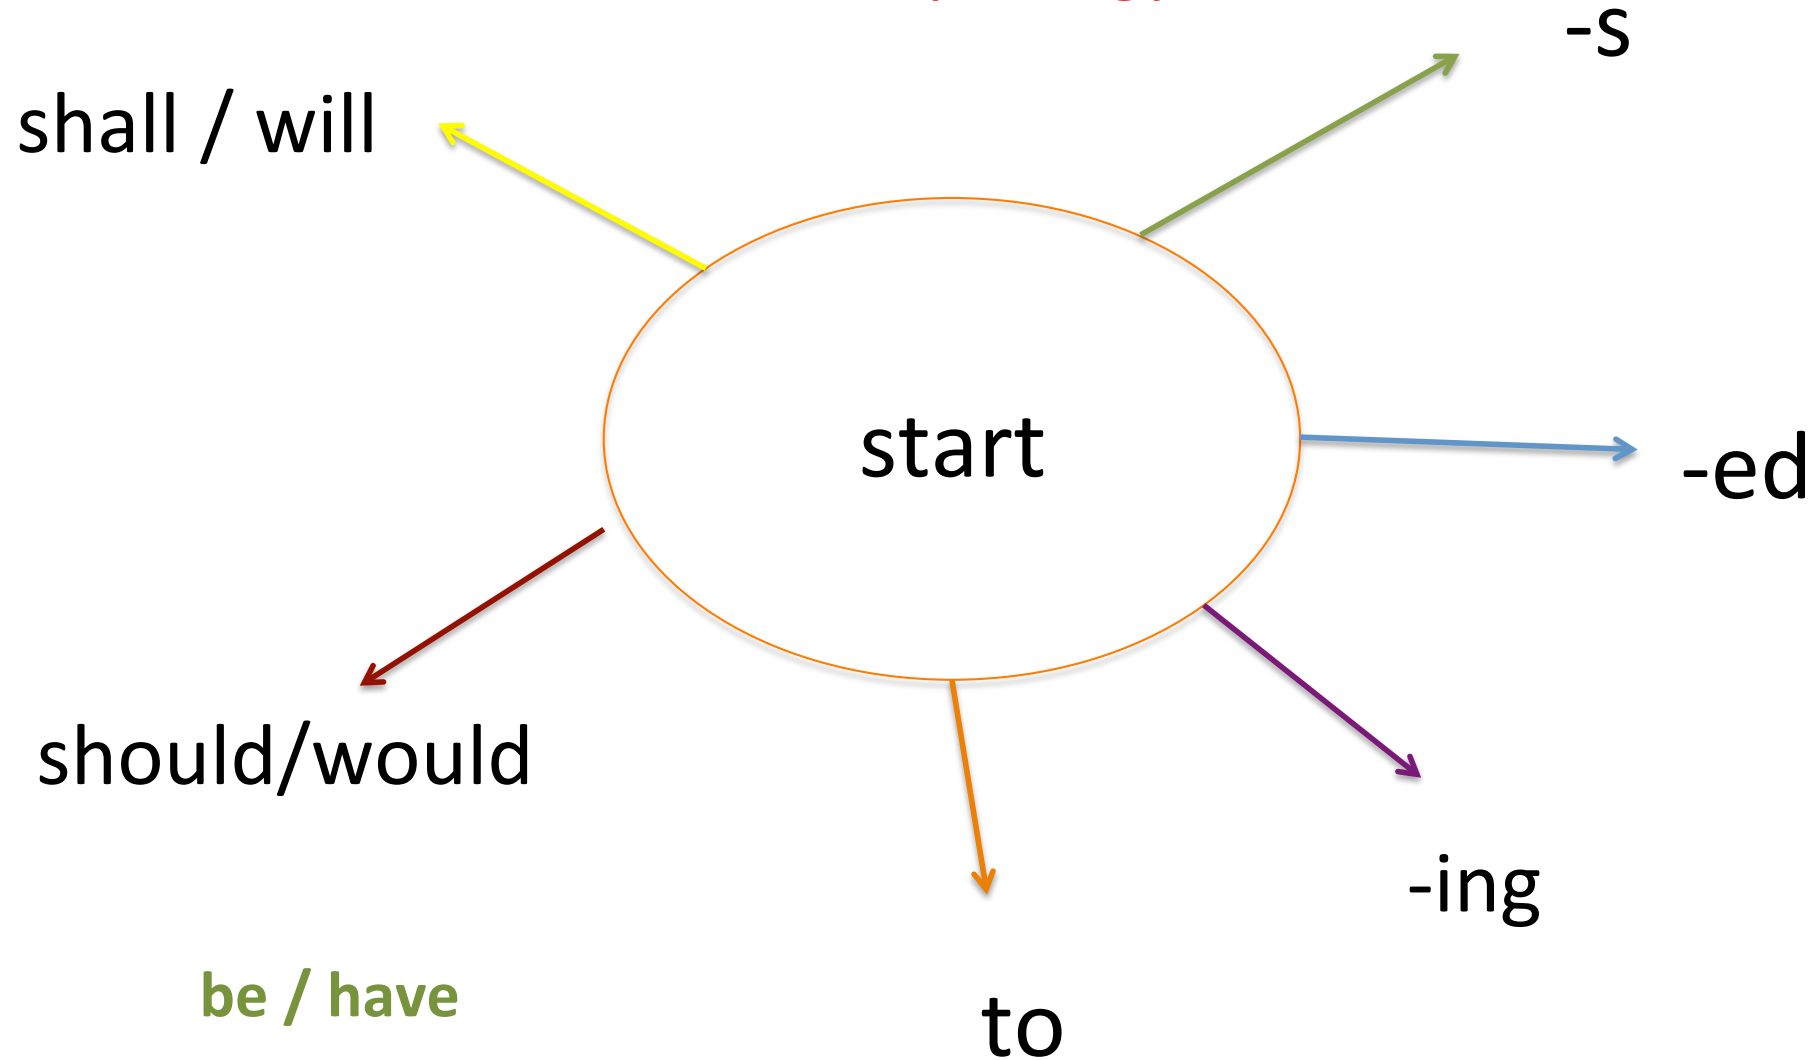 -s
shall / will
start
-ed
should/would
-ing
be / have
to